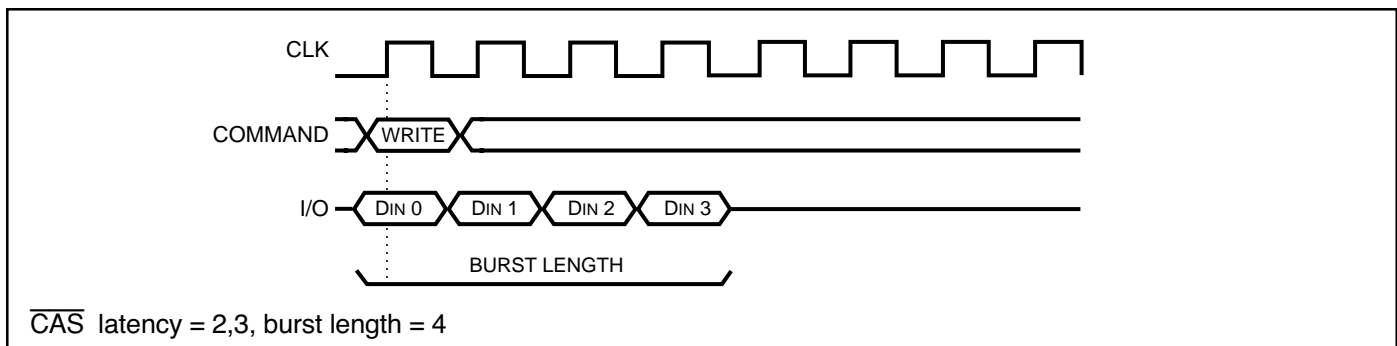 CLK
COMMAND WRITE
I/O DIN 0 DIN 1 DIN 2 DIN 3
BURST LENGTH
CAS latency = 2,3, burst length = 4